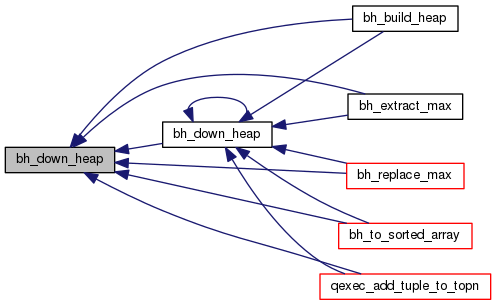 bh_build_heap
bh_extract_max
bh_down_heap
bh_down_heap
bh_replace_max
bh_to_sorted_array
qexec_add_tuple_to_topn